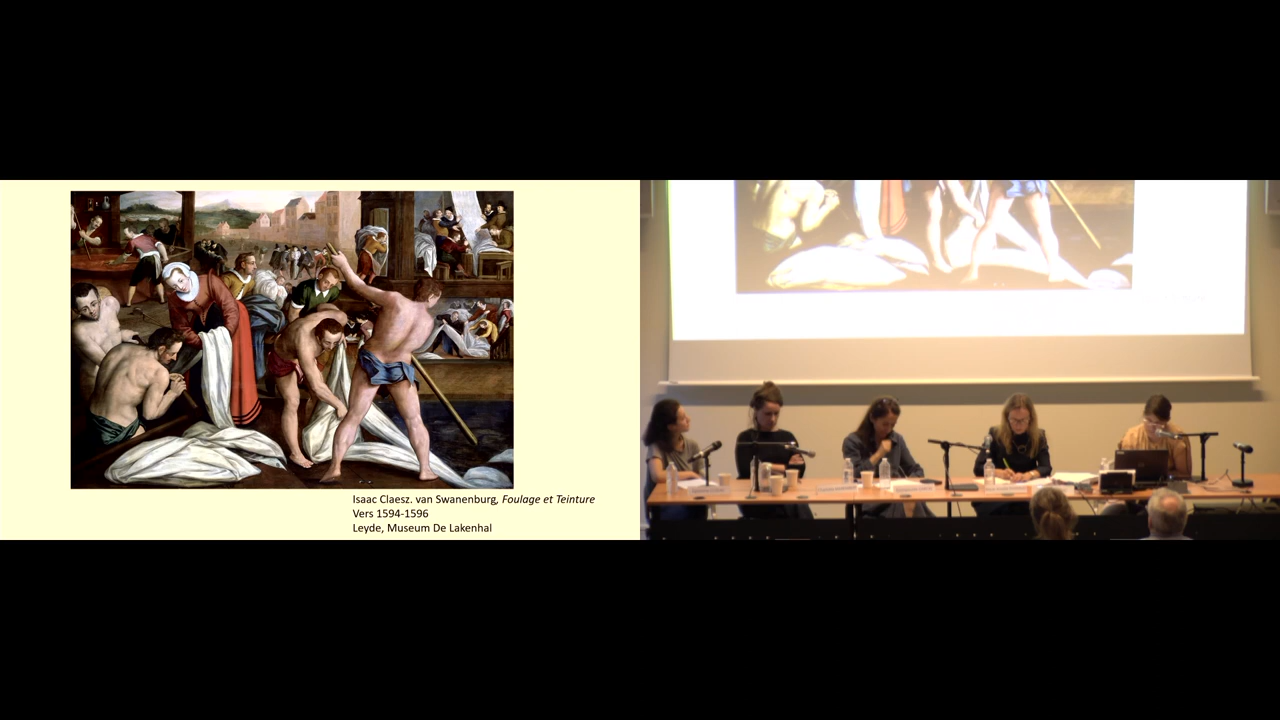 Isaac Claesz. van Swanenburg, Foulage et Teinture
Vers 1594-1596
Leyde, Museum De Lakenhal